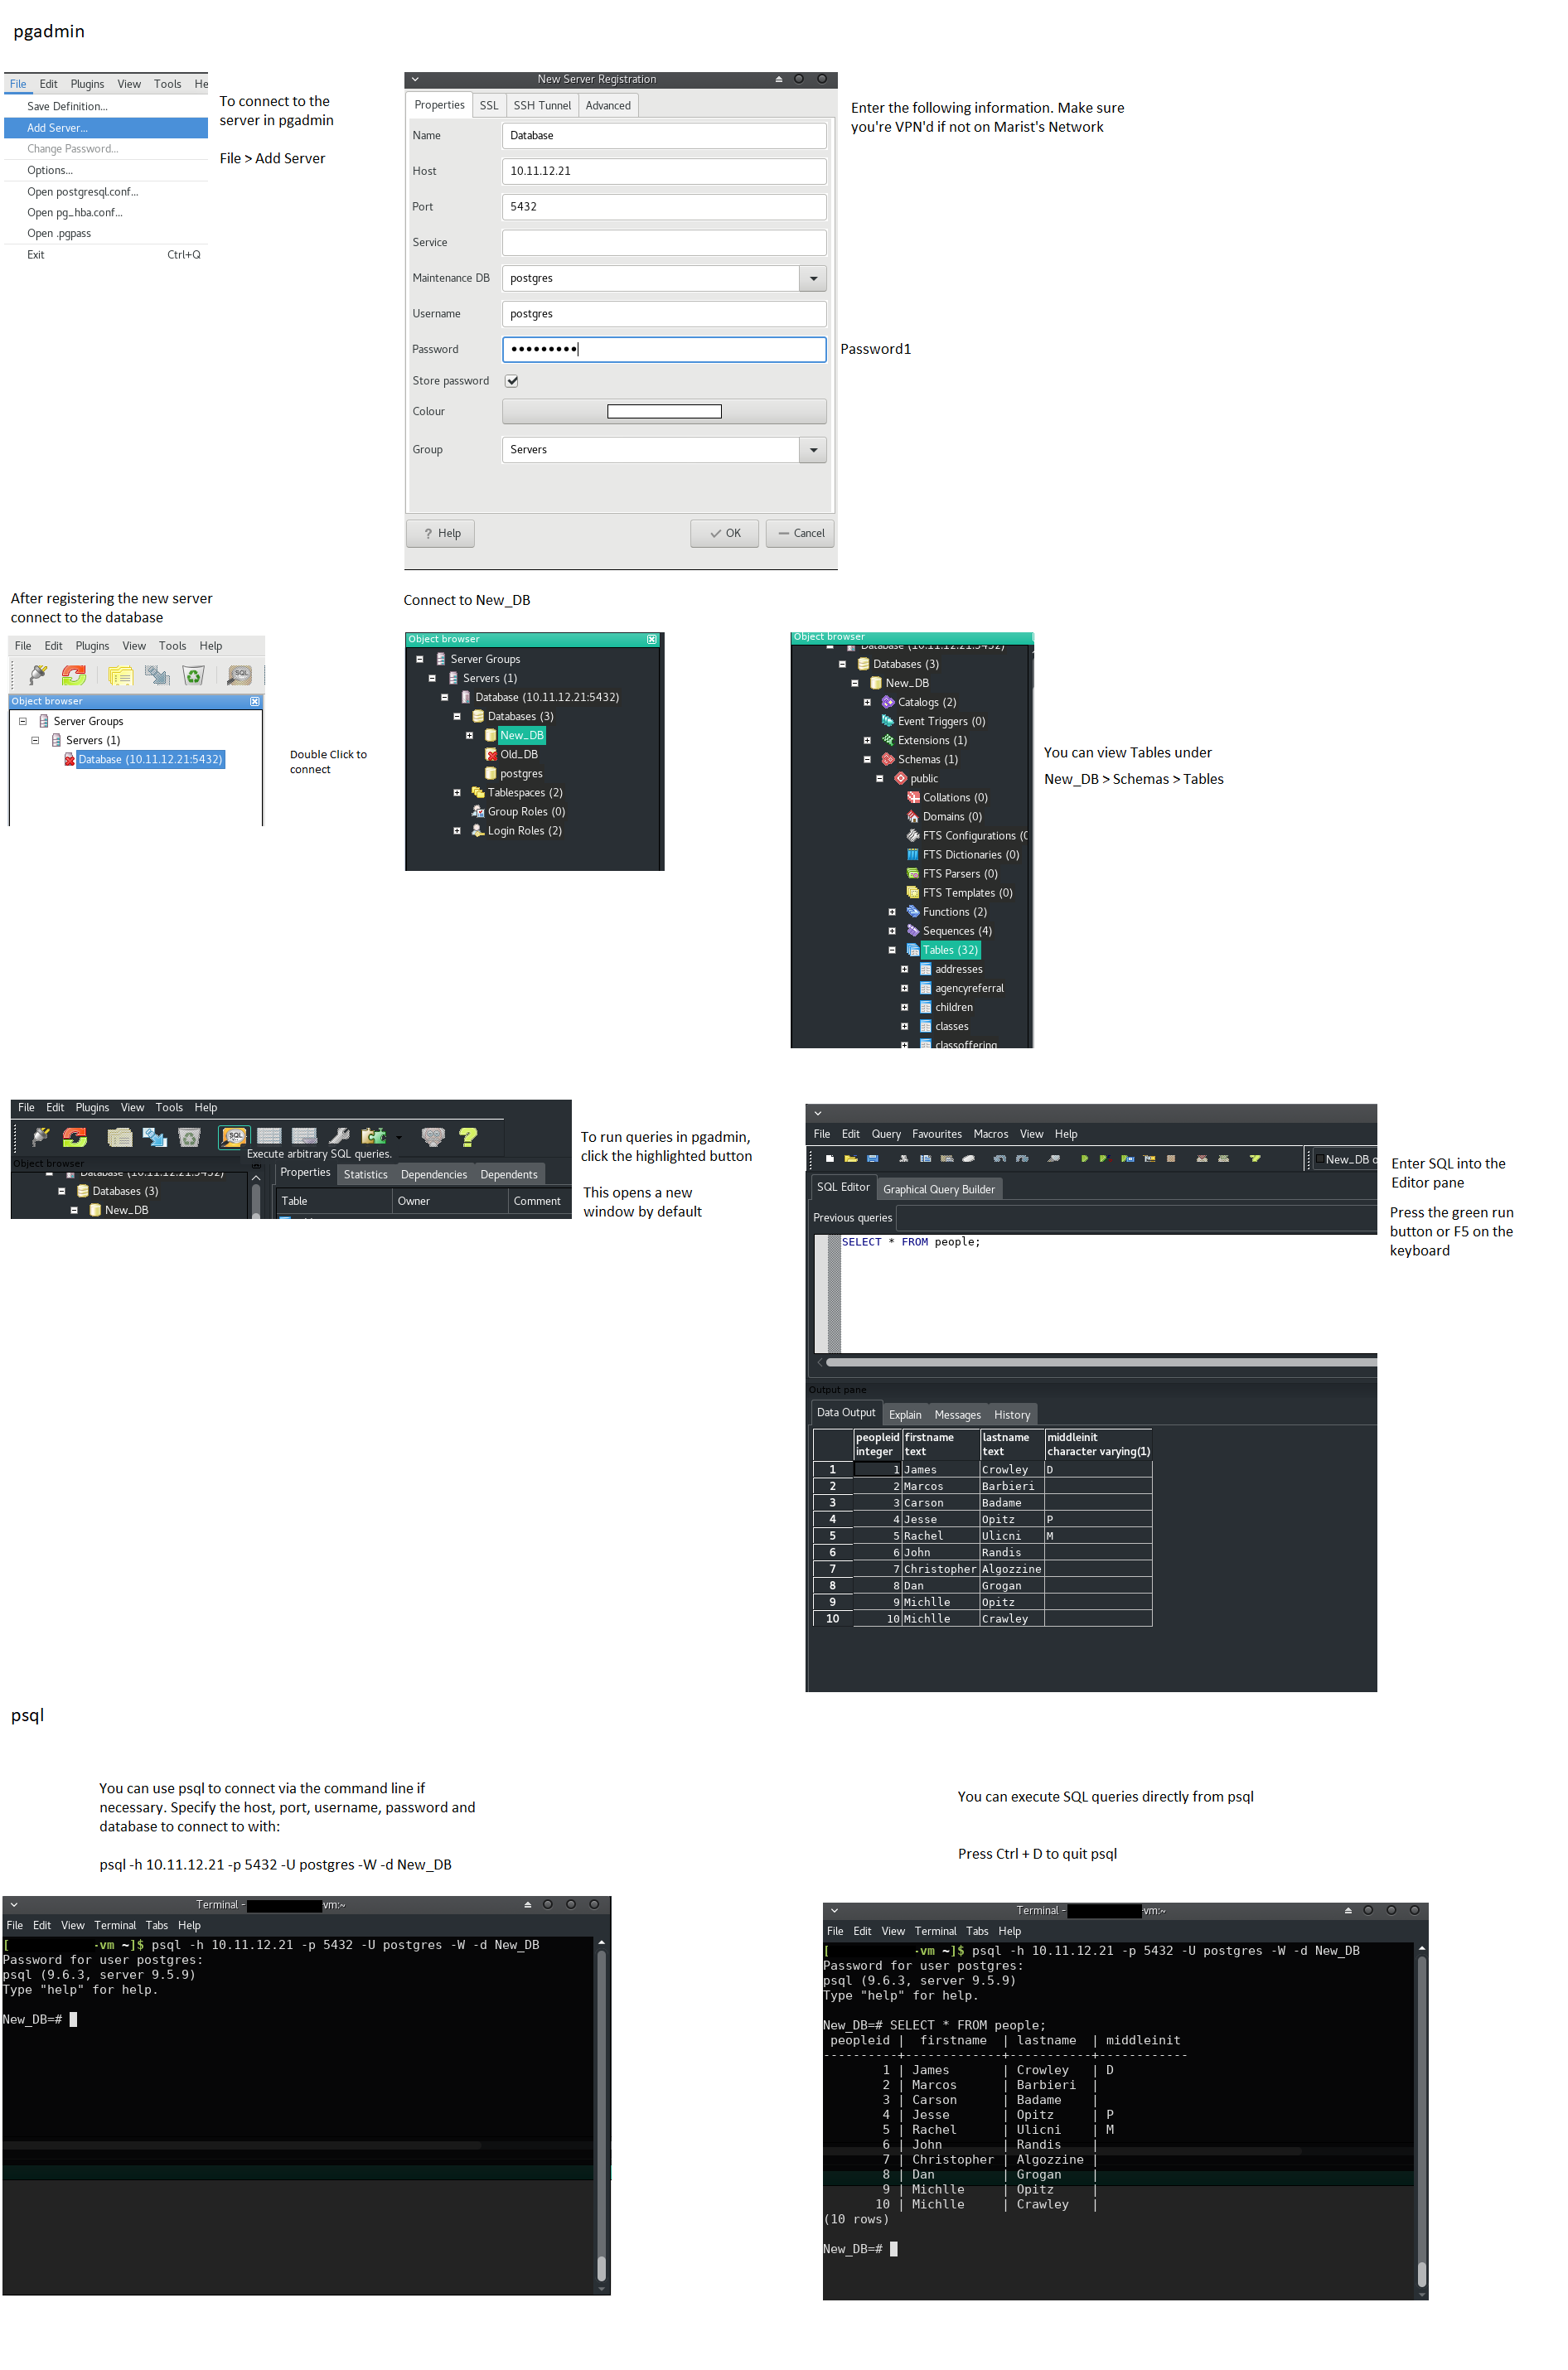 pgadmin
File Edit Plugins View Tools He
Save Definition...
Add Server...
Change Password...
Options...
Open postgresql.conf...
Open pg_hba.conf...
Open .pgpass
Exit Ctrl+Q
To connect to the
server in pgadmin
File > Add Server
New Server Registration
Properties SSL SSH Tunnel Advanced
Name Database
Host 10.11.12.21
Port 5432
Service
Maintenance DB postgres
Username postgres
Password •••••••••
Store password
Colour
Group Servers
Help OK Cancel
Enter the following information. Make sure
you're VPN'd if not on Marist's Network
Password1
After registering the new server
connect to the database
File Edit Plugins View Tools Help
SQL
Object browser
Server Groups
Servers (1)
Database (10.11.12.21:5432)
Double Click to
connect
Connect to New_DB
Object browser
Server Groups
Servers (1)
Database (10.11.12.21:5432)
Databases (3)
New_DB
Old_DB
postgres
Tablespaces (2)
Group Roles (0)
Login Roles (2)
Object browser
Database (10.11.12.21:5432)
Databases (3)
New_DB
Catalogs (2)
Event Triggers (0)
Extensions (1)
Schemas (1)
public
Collations (0)
Domains (0)
FTS Configurations (0
FTS Dictionaries (0)
FTS Parsers (0)
FTS Templates (0)
Functions (2)
Sequences (4)
Tables (32)
addresses
agencyreferral
children
classes
classoffering
You can view Tables under
New_DB > Schemas > Tables
File Edit Plugins View Tools Help
SQL
Execute arbitrary SQL queries.
Object browser
Database (10.11.12.21:5432)
Databases (3)
New_DB
Properties Statistics Dependencies Dependents
Table Owner Comment
To run queries in pgadmin,
click the highlighted button
This opens a new
window by default
File Edit Query Favourites Macros View Help
New_DB o
SQL Editor Graphical Query Builder
Previous queries
SELECT * FROM people;
Output pane
Data Output Explain Messages History
peopleid firstname lastname middleinit
integer text text character varying(1)
1 1 James Crowley D
2 2 Marcos Barbieri
3 3 Carson Badame
4 4 Jesse Opitz P
5 5 Rachel Ulicni M
6 6 John Randis
7 7 Christopher Algozzine
8 8 Dan Grogan
9 9 Michlle Opitz
10 10 Michlle Crawley
Enter SQL into the
Editor pane
Press the green run
button or F5 on the
keyboard
psql
You can use psql to connect via the command line if
necessary. Specify the host, port, username, password and
database to connect to with:
psql -h 10.11.12.21 -p 5432 -U postgres -W -d New_DB
Terminal - vm:~
File Edit View Terminal Tabs Help
[ -vm ~]$ psql -h 10.11.12.21 -p 5432 -U postgres -W -d New_DB
Password for user postgres:
psql (9.6.3, server 9.5.9)
Type "help" for help.
New_DB=#
You can execute SQL queries directly from psql
Press Ctrl + D to quit psql
Terminal - -vm:~
File Edit View Terminal Tabs Help
[ -vm ~]$ psql -h 10.11.12.21 -p 5432 -U postgres -W -d New_DB
Password for user postgres:
psql (9.6.3, server 9.5.9)
Type "help" for help.
New_DB=# SELECT * FROM people;
peopleid | firstname | lastname | middleinit
----------+-------------+-----------+------------
1 | James | Crowley | D
2 | Marcos | Barbieri |
3 | Carson | Badame |
4 | Jesse | Opitz | P
5 | Rachel | Ulicni | M
6 | John | Randis |
7 | Christopher | Algozzine |
8 | Dan | Grogan |
9 | Michlle | Opitz |
10 | Michlle | Crawley |
(10 rows)
New_DB=#